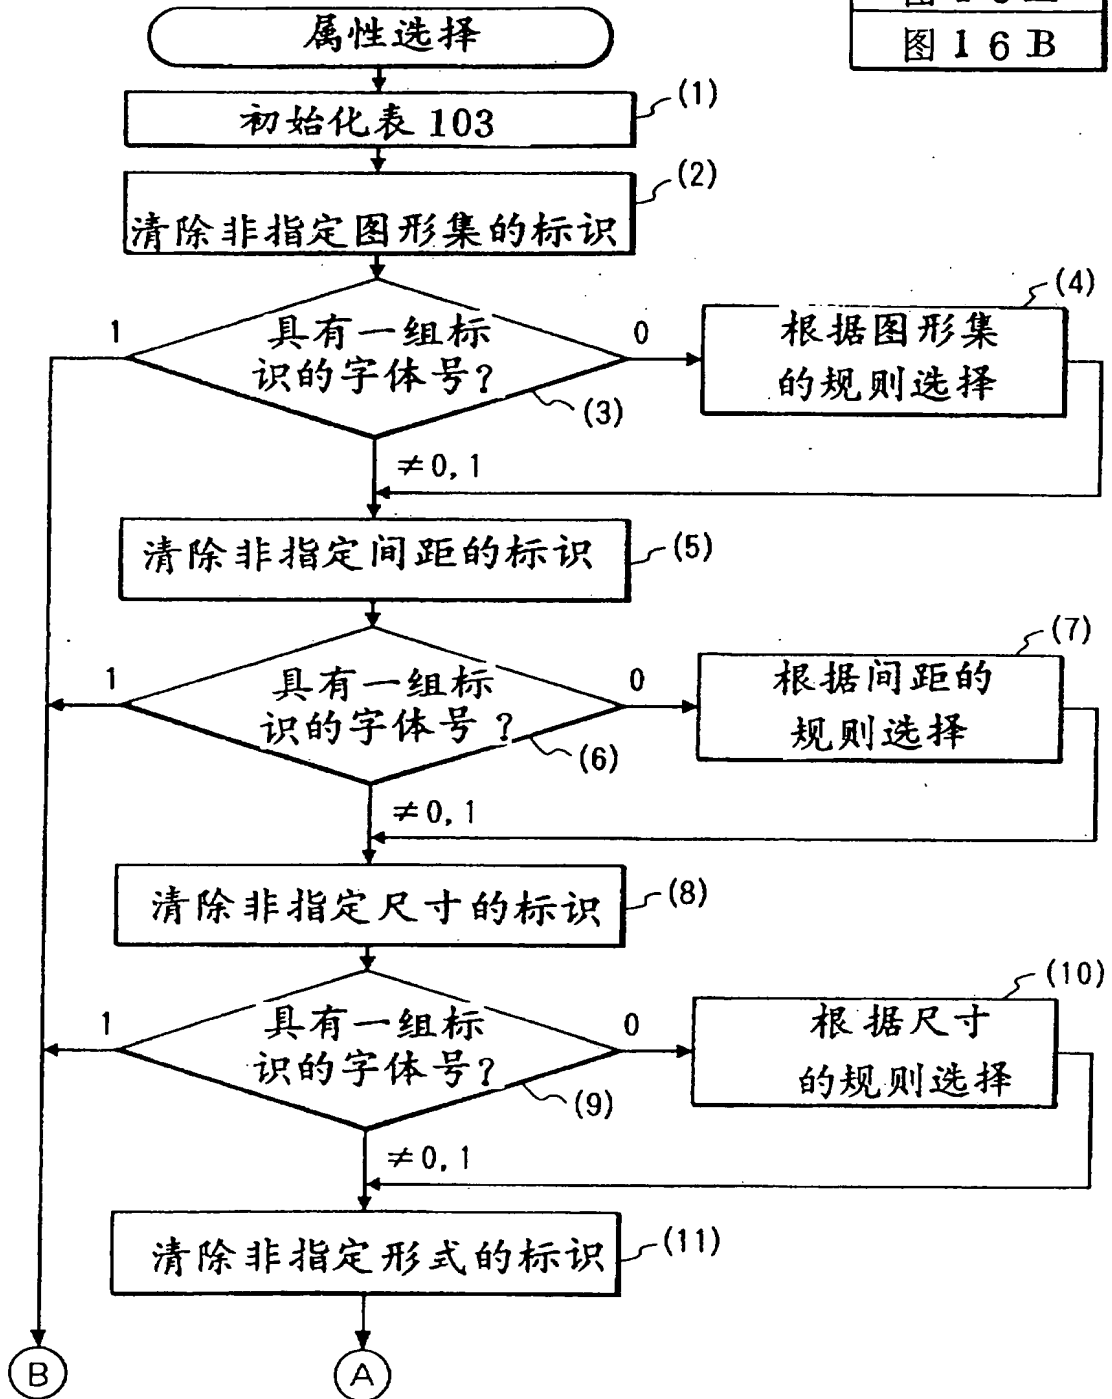 图16B
属性选择
初始化表 103
(1)
(2)
清除非指定图形集的标识
具有一组标
识的字体号?
1
0
(3)
≠0,1
(4)
根据图形集
的规则选择
清除非指定间距的标识
(5)
具有一组标
识的字体号?
1
0
(6)
≠0,1
(7)
根据间距的
规则选择
清除非指定尺寸的标识
(8)
具有一组标
识的字体号?
1
0
(9)
≠0,1
(10)
根据尺寸
的规则选择
清除非指定形式的标识
(11)
B
A